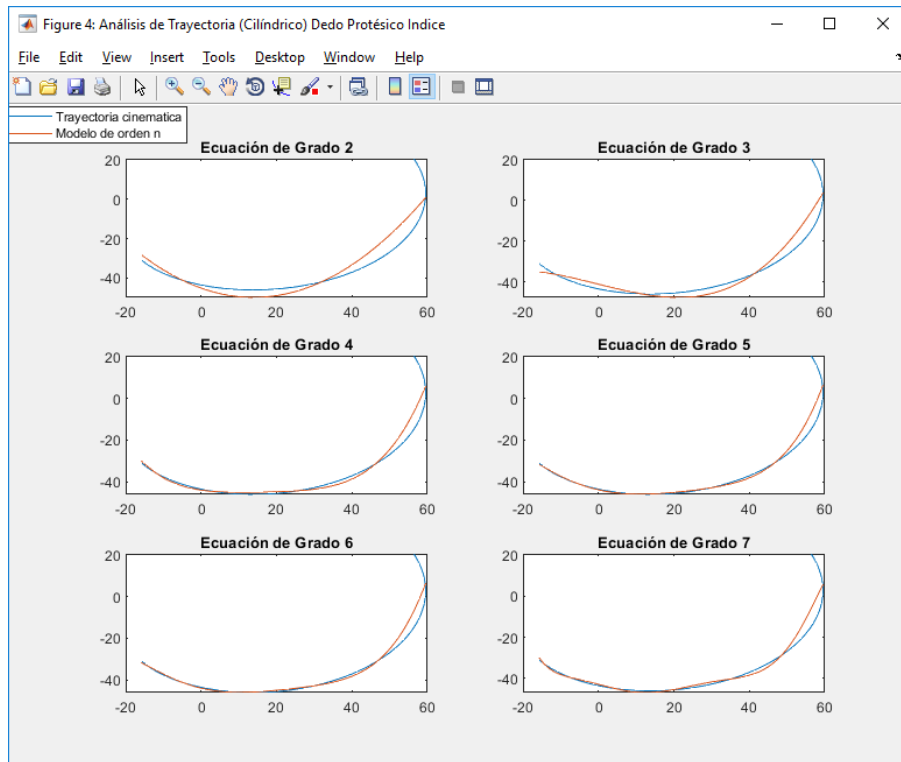 Figure 4: Análisis de Trayectoria (Cilíndrico) Dedo Protésico Indice
File Edit View Insert Tools Desktop Window Help
Trayectoria cinematica
Modelo de orden n
Ecuación de Grado 2
20
0
-20
-40
-20 0 20 40 60
Ecuación de Grado 3
20
0
-20
-40
-20 0 20 40 60
Ecuación de Grado 4
20
0
-20
-40
-20 0 20 40 60
Ecuación de Grado 5
20
0
-20
-40
-20 0 20 40 60
Ecuación de Grado 6
20
0
-20
-40
-20 0 20 40 60
Ecuación de Grado 7
20
0
-20
-40
-20 0 20 40 60